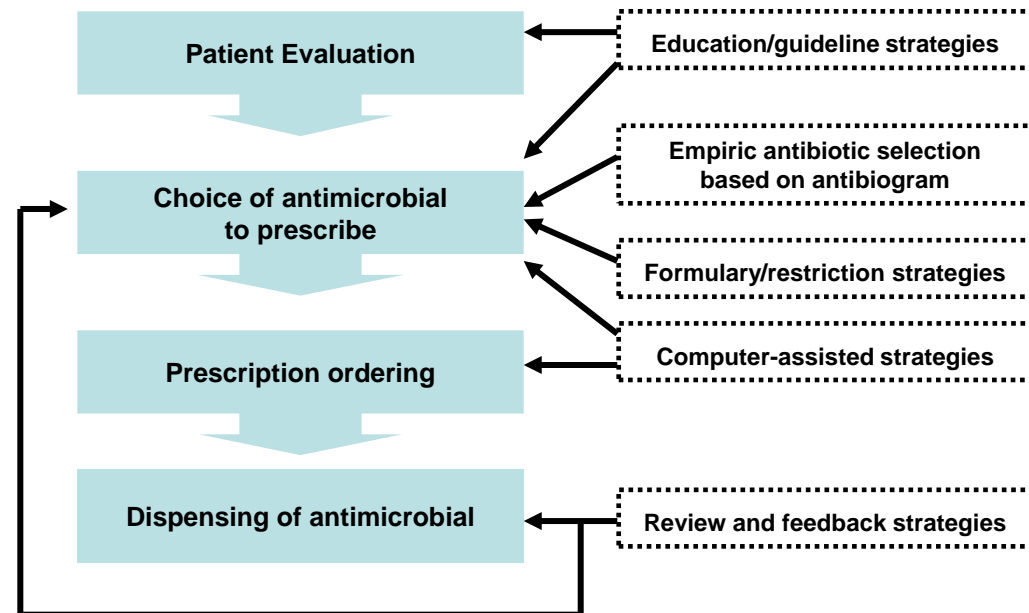 Patient Evaluation
Education/guideline strategies
Empiric antibiotic selection
based on antibiogram
Choice of antimicrobial
to prescribe
Formulary/restriction strategies
Computer-assisted strategies
Prescription ordering
Dispensing of antimicrobial
Review and feedback strategies